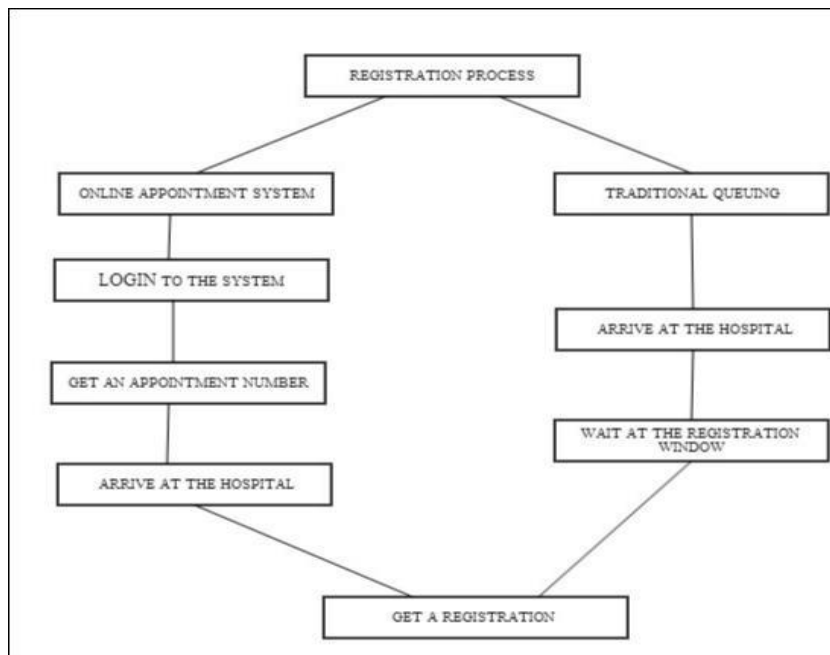 REGISTRATION PROCESS
ONLINE APPOINTMENT SYSTEM
LOGIN TO THE SYSTEM
GET AN APPOINTMENT NUMBER
ARRIVE AT THE HOSPITAL
TRADITIONAL QUEUING
ARRIVE AT THE HOSPITAL
WAIT AT THE REGISTRATION
WINDOW
GET A REGISTRATION